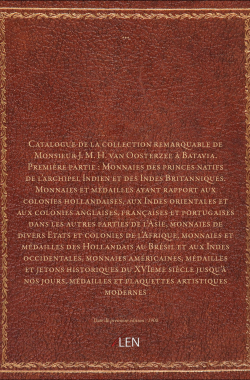 ...
Catalogue de la collection remarquable de
Monsieur J. M. H. van Oosterzee à Batavia.
Première partie : Monnaies des princes natifs
de l'archipel Indien et des Indes Britanniques.
Monnaies et médailles ayant rapport aux
colonies hollandaises, aux Indes orientales et
aux colonies anglaises, françaises et portugaises
dans les autres parties de l'Asie, monnaies de
divers États et colonies de l'Afrique, monnaies et
médailles des Hollandais au Brésil et aux Indes
occidentales, monnaies américaines, médailles
et jetons historiques du XVIème siècle jusqu'à
nos jours, médailles et plaquettes artistiques
modernes
Date de première édition :
LEN